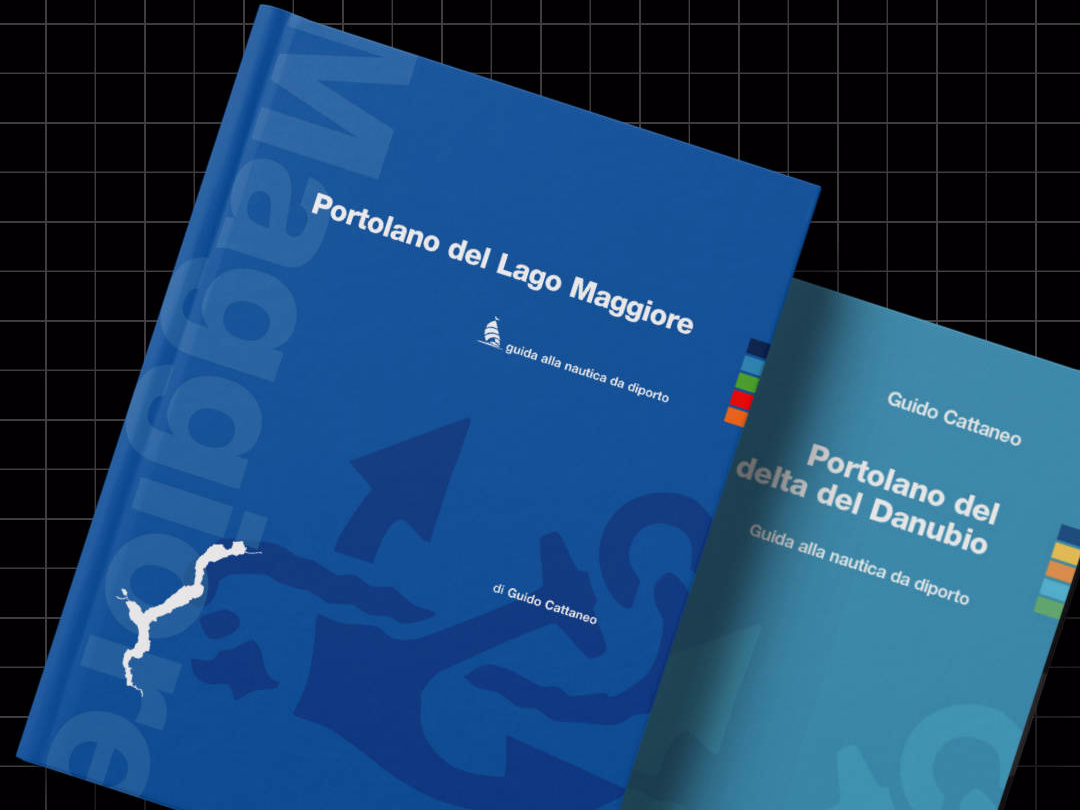 Maggiore
Portolano del Lago Maggiore
guida alla nautica da diporto
di Guido Cattaneo
Guido Cattaneo
Portolano del
delta del Danubio
Guida alla nautica da diporto